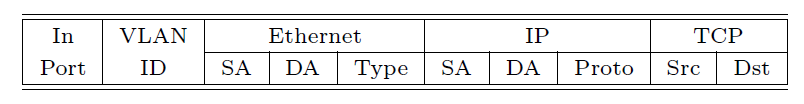 In VLAN Ethernet IP TCP
Port ID SA DA Type SA DA Proto Src Dst